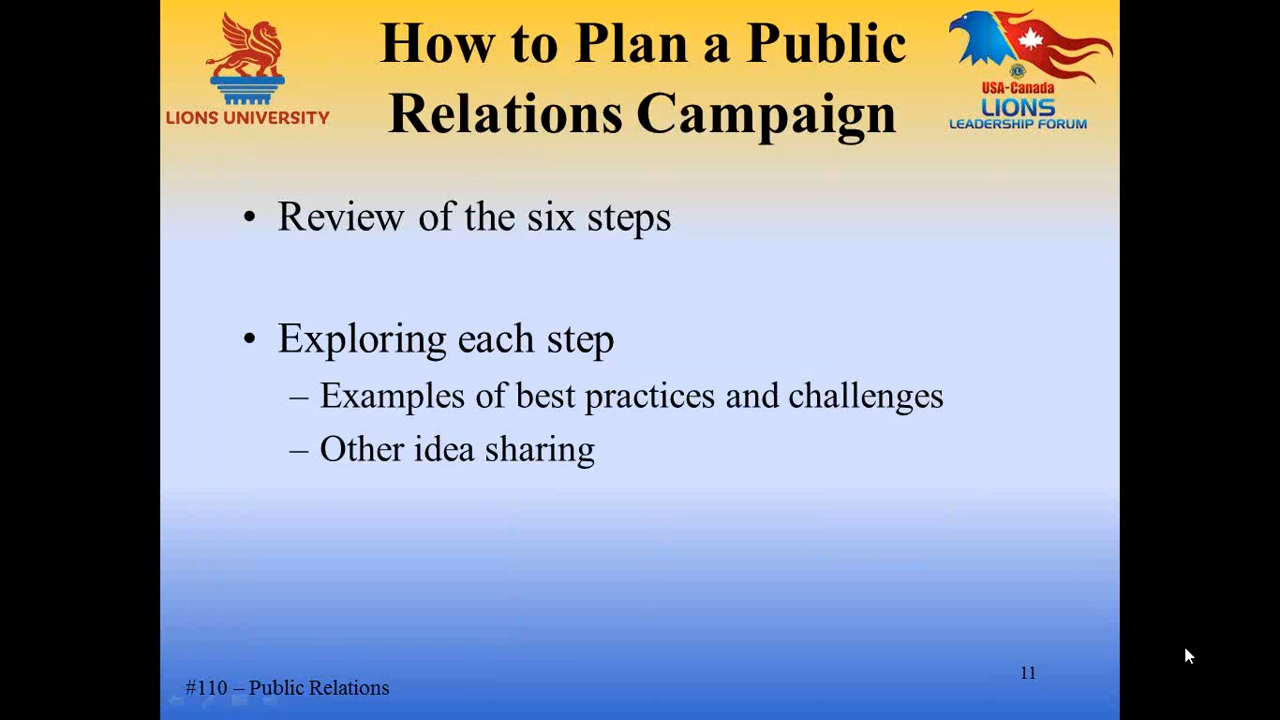 How to Plan a Public
Relations Campaign
LIONS UNIVERSITY
USA-Canada
LIONS
LEADERSHIP FORUM
• Review of the six steps
• Exploring each step
– Examples of best practices and challenges
– Other idea sharing
#110 – Public Relations
11